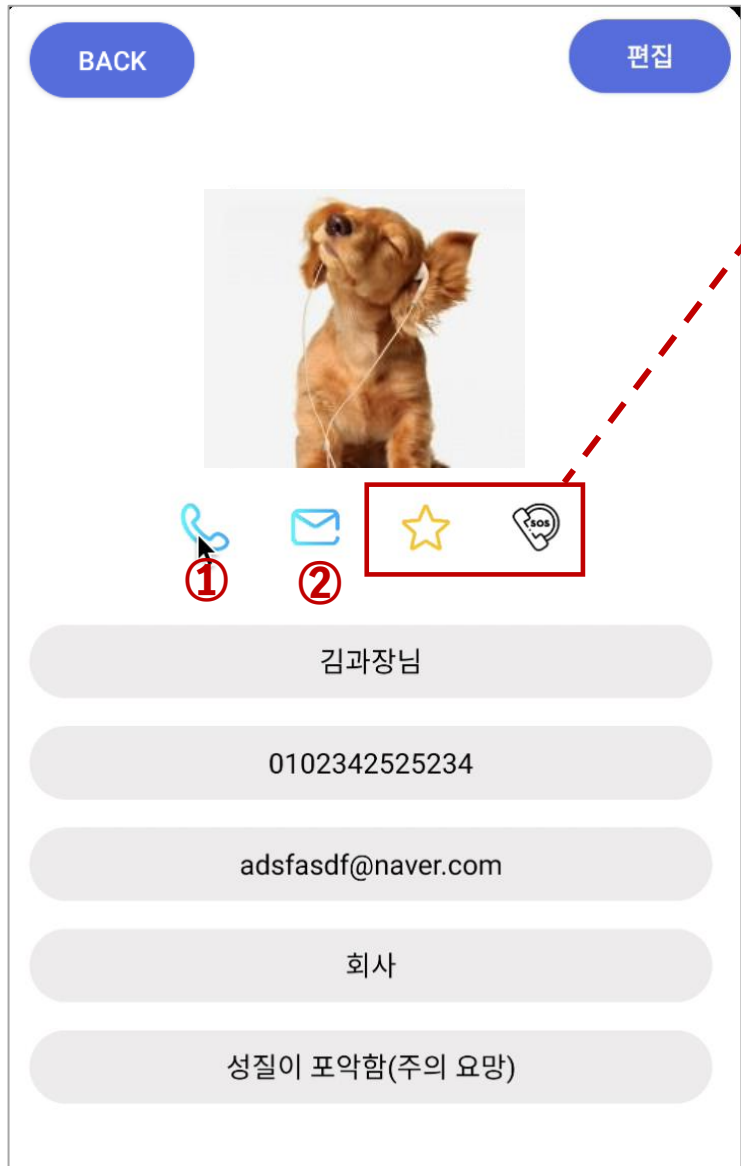 BACK
편집
SOS
① ②
김과장님
0102342525234
adsfasdf@naver.com
회사
성질이 포악함(주의 요망)